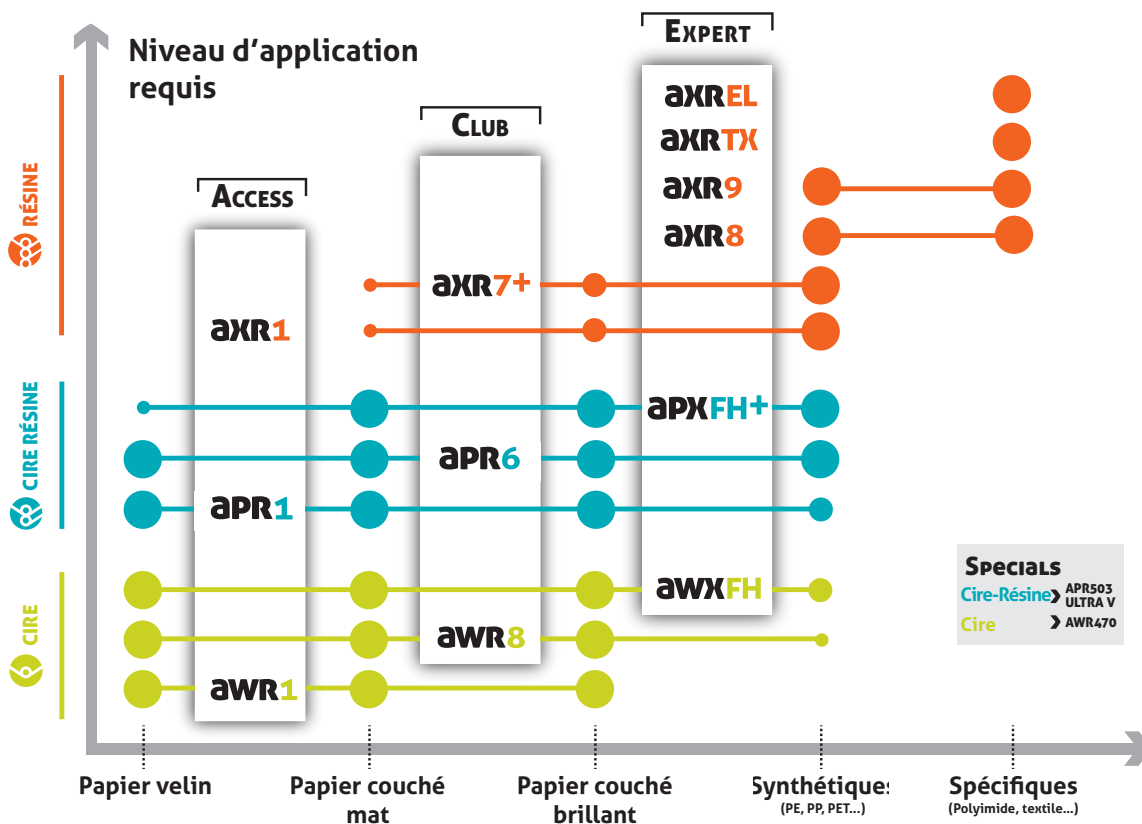 Niveau d'application
requis
EXPERT
CLUB
ACCESS
RÉSINE
aXREL
aXRTX
aXR9
aXR8
aXR7+
aXR1
CIRE RÉSINE
aPXFH+
aPR6
aPR1
CIRE
aWXFH
aWR8
aWR1
SPECIALS
Cire-Résine APR503
ULTRA V
Cire AWR470
Papier velin
Papier couché
mat
Papier couché
brillant
Synthétiques
(PE, PP, PET...)
Spécifiques
(Polyimide, textile...)